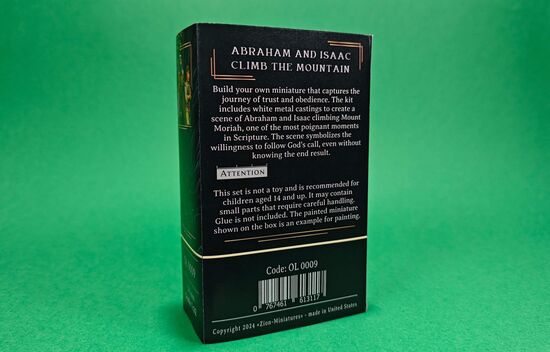 ABRAHAM AND ISAAC
CLIMB THE MOUNTAIN
Build your own miniature that captures the
journey of trust and obedience. The kit
includes white metal castings to create a
scene of Abraham and Isaac climbing Mount
Moriah, one of the most poignant moments
in Scripture. The scene symbolizes the
willingness to follow God's call, even without
knowing the end result.
ATTENTION
This set is not a toy and is recommended for
children aged 14 and up. It may contain
small parts that require careful handling.
Glue is not included. The painted miniature
shown on the box is an example for painting.
Code: OL 0009
0 767461 613117
Copyright 2024 «Zion-Miniatures» - made in United States